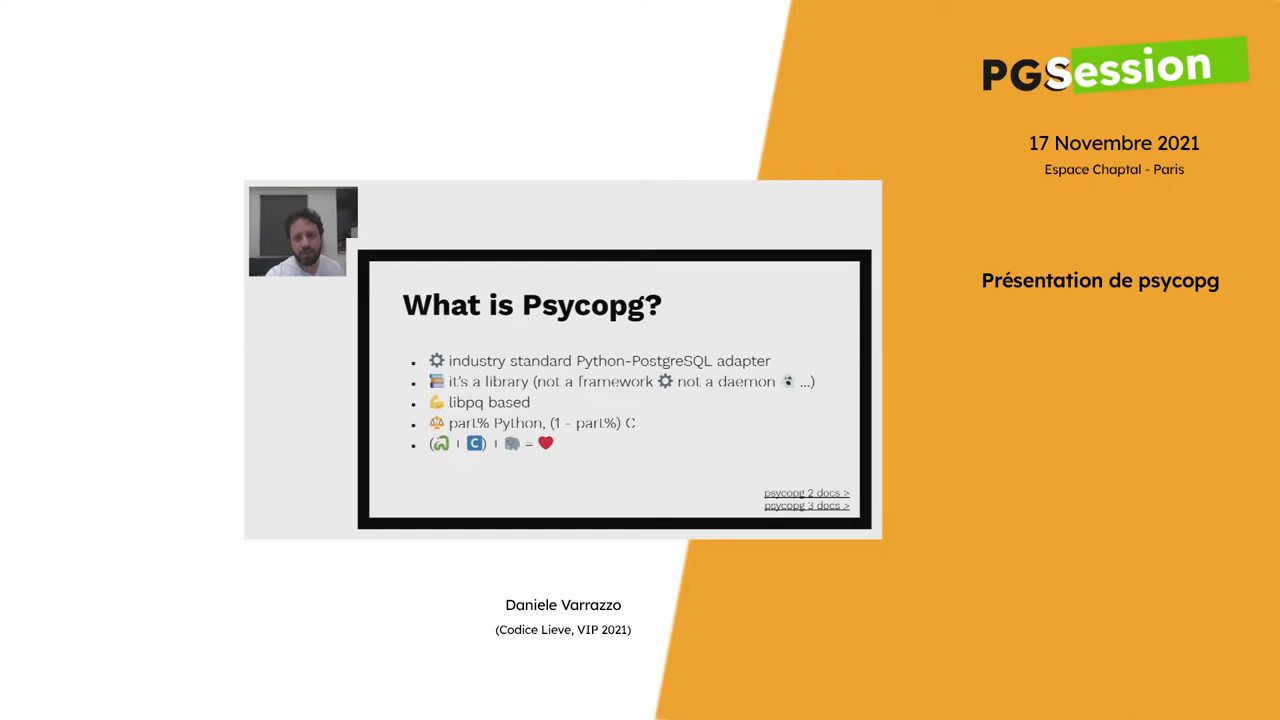 PGSession
17 Novembre 2021
Espace Chaptal - Paris
Présentation de psycopg
What is Psycopg?
• ⚙️ industry standard Python-PostgreSQL adapter
• 📚 it's a library (not a framework ⚙️ not a daemon 👻 ...)
• 💪 libpq based
• ⚖️ part% Python, (1 - part%) C
• (🐍 + C) + 🐘 = ❤️
psycopg 2 docs >
psycopg 3 docs >
Daniele Varrazzo
(Codice Lieve, VIP 2021)